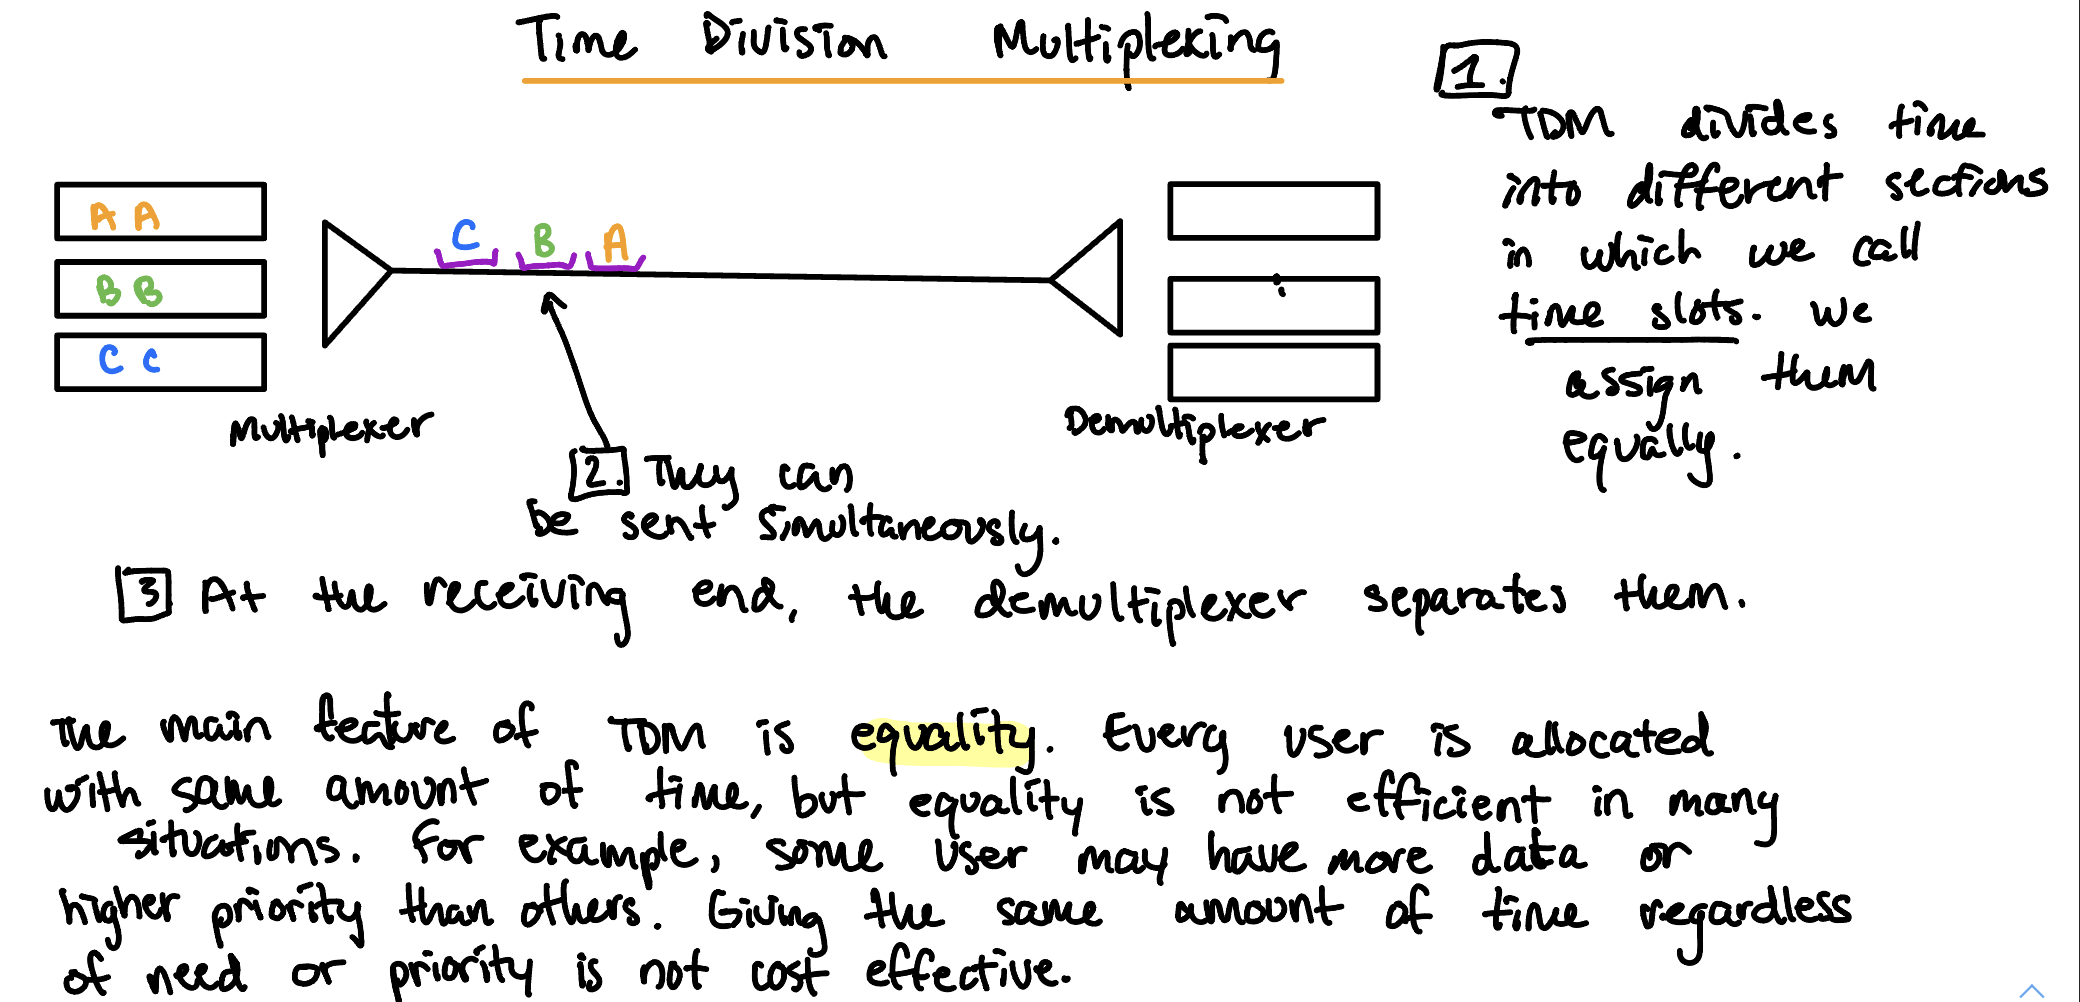 Time Division Multiplexing
1.
TDM divides time
into different sections
in which we call
time slots. We
assign them
equally.
A A
B B
C C
C B A
Multiplexer
Demultiplexer
2. They can
be sent simultaneously.
3 At the receiving end, the demultiplexer separates them.
The main feature of TDM is equality. Every user is allocated
with same amount of time, but equality is not efficient in many
situations. For example, some user may have more data or
higher priority than others. Giving the same amount of time regardless
of need or priority is not cost effective.